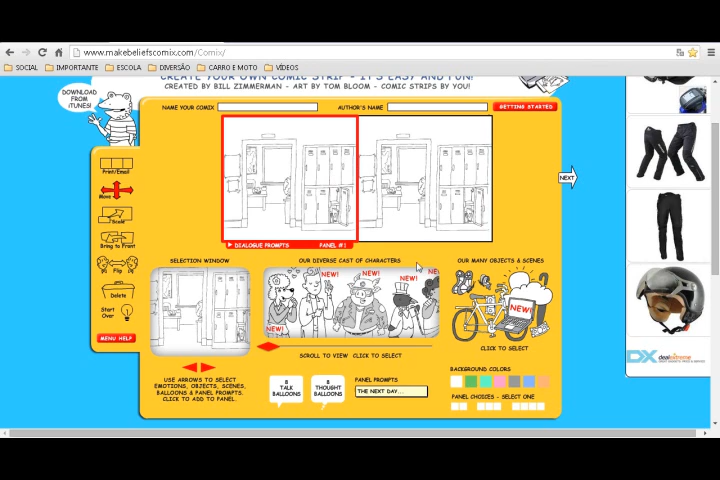 www.makebeliefscomix.com/Comix/
SOCIAL IMPORTANTE ESCOLA DIVERSÃO CARRO E MOTO VÍDEOS
CREATE YOUR OWN COMIC STRIP - IT'S EASY AND FUN!
CREATED BY BILL ZIMMERMAN - ART BY TOM BLOOM - COMIC STRIPS BY YOU!
DOWNLOAD
FROM
iTUNES!
NAME YOUR COMIX
AUTHOR'S NAME
GETTING STARTED
Print/Email
Move
Scale
Bring to Front
Flip
Delete
Start
Over
MENU HELP
NEXT
DIALOGUE PROMPTS PANEL #1
SELECTION WINDOW
OUR DIVERSE CAST OF CHARACTERS
OUR MANY OBJECTS & SCENES
NEW!
NEW!
NEW!
NEW!
NEW!
NEW!
SCROLL TO VIEW CLICK TO SELECT
CLICK TO SELECT
USE ARROWS TO SELECT
EMOTIONS, OBJECTS, SCENES,
BALLOONS & PANEL PROMPTS.
CLICK TO ADD TO PANEL.
8
TALK
BALLOONS
8
THOUGHT
BALLOONS
PANEL PROMPTS
THE NEXT DAY...
BACKGROUND COLORS
PANEL CHOICES - SELECT ONE
DX dealextreme